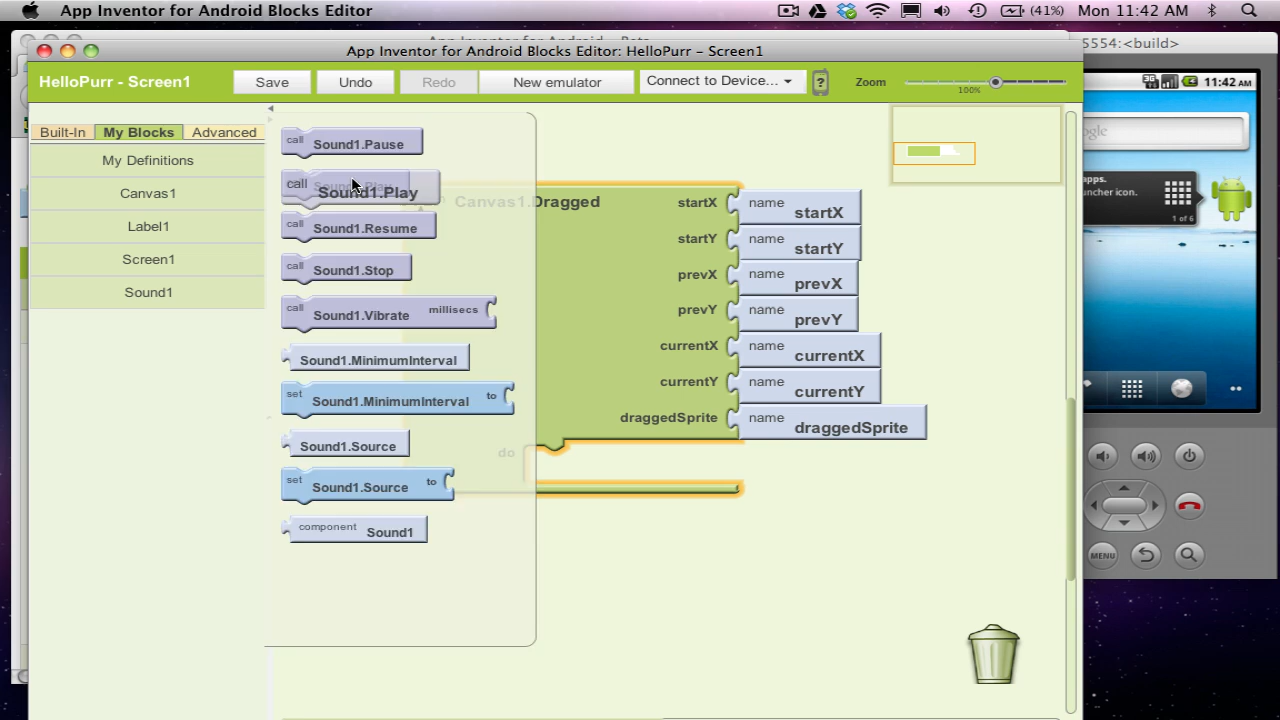 App Inventor for Android Blocks Editor
(41%) Mon 11:42 AM
App Inventor for Android Blocks Editor: HelloPurr – Screen1
5554:<build>
HelloPurr - Screen1
Save
Undo
Redo
New emulator
Connect to Device...
?
Zoom
100%
3G
11:42 AM
Built-In
My Blocks
Advanced
My Definitions
Canvas1
Label1
Screen1
Sound1
call Sound1.Pause
call Sound1.Play
call Sound1.Resume
call Sound1.Stop
call Sound1.Vibrate millisecs
Sound1.MinimumInterval
set Sound1.MinimumInterval to
Sound1.Source
set Sound1.Source to
component Sound1
Canvas1.Dragged
startX name startX
startY name startY
prevX name prevX
prevY name prevY
currentX name currentX
currentY name currentY
draggedSprite name draggedSprite
do
ogle
apps.
uncher icon.
1 of 6
MENU